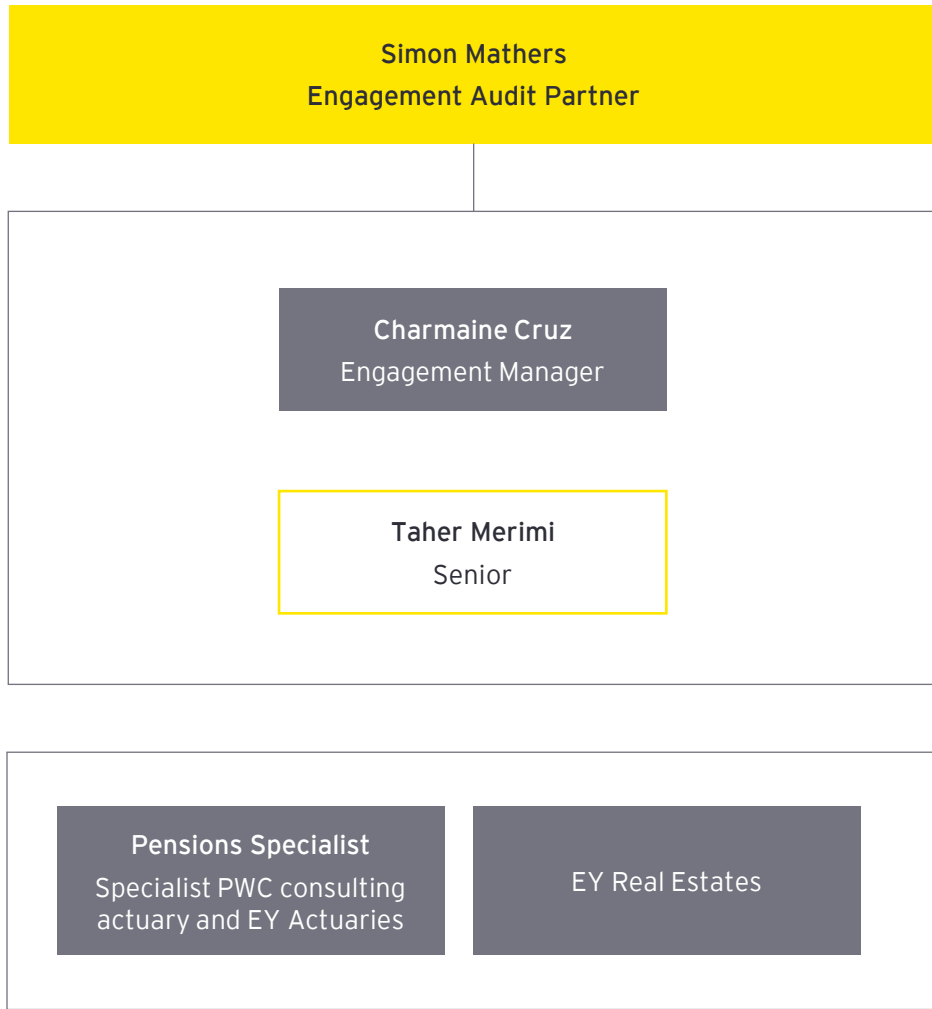 Simon Mathers
Engagement Audit Partner
Charmaine Cruz
Engagement Manager
Taher Merimi
Senior
Pensions Specialist
Specialist PWC consulting
actuary and EY Actuaries
EY Real Estates